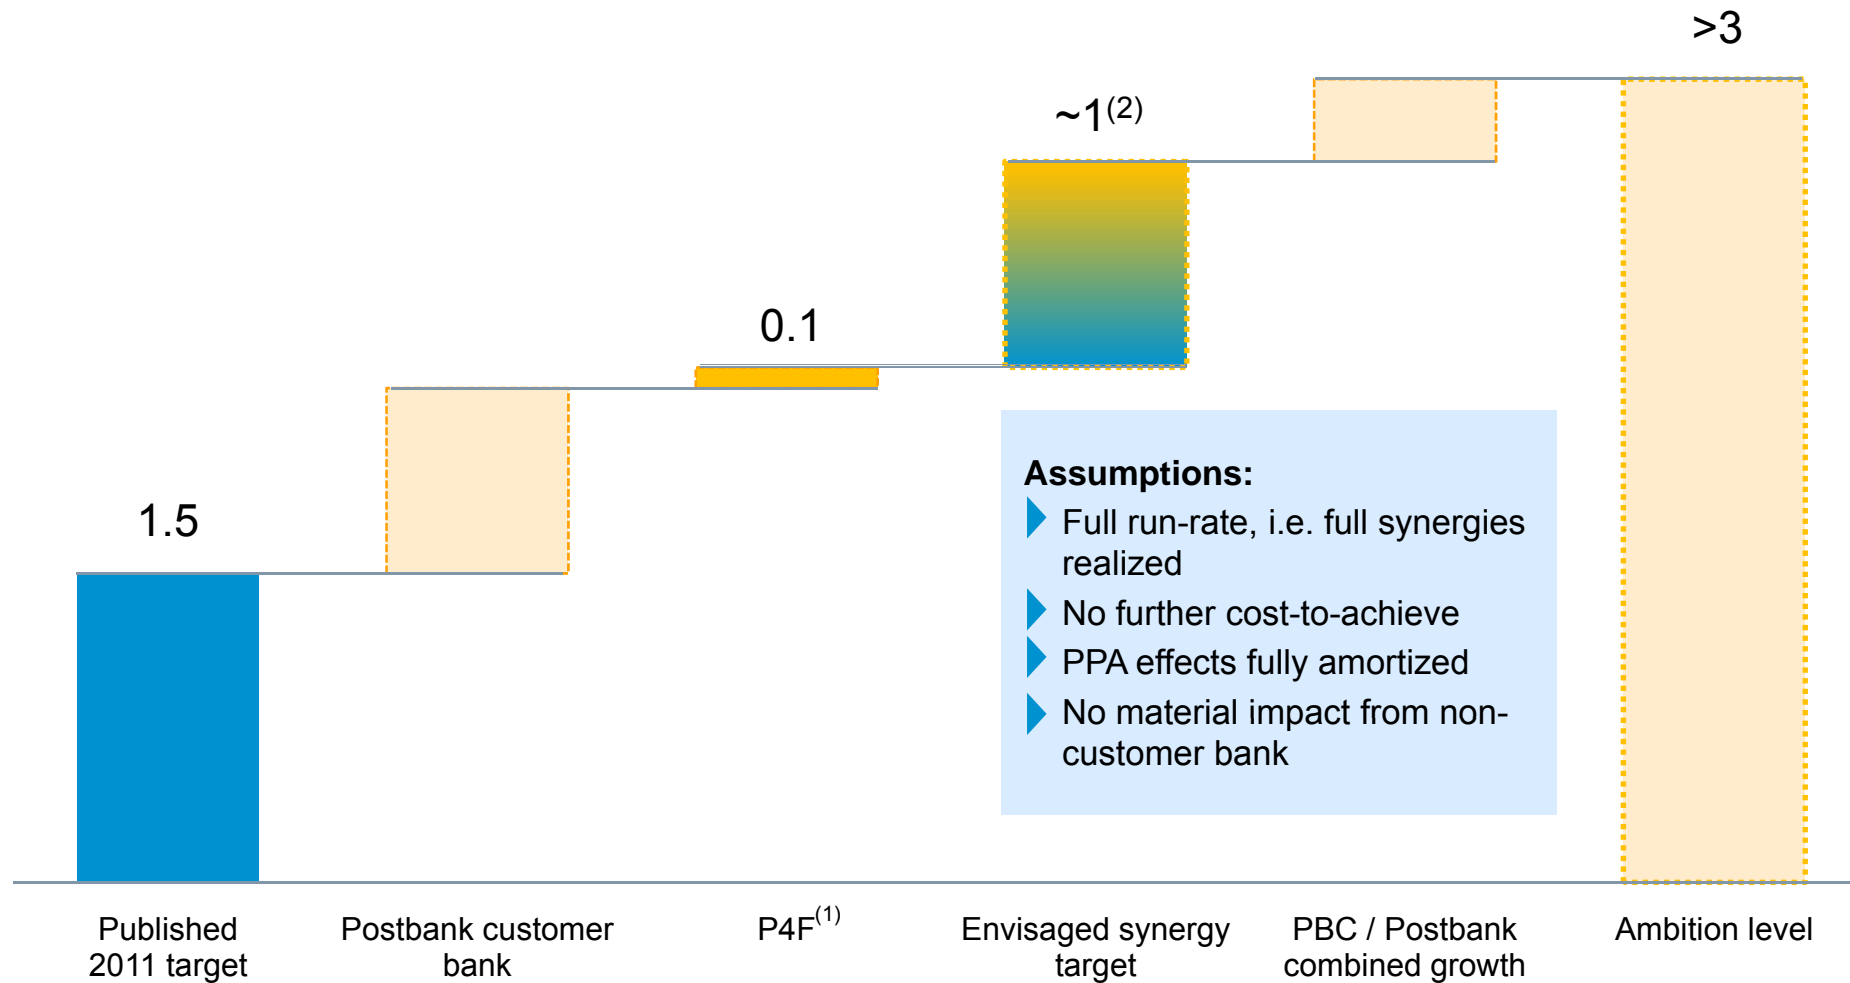 >3
~1(2)
0.1
1.5
Assumptions:
Full run-rate, i.e. full synergies
realized
No further cost-to-achieve
PPA effects fully amortized
No material impact from non-
customer bank
Published
2011 target
Postbank customer
bank
P4F(1)
Envisaged synergy
target
PBC / Postbank
combined growth
Ambition level